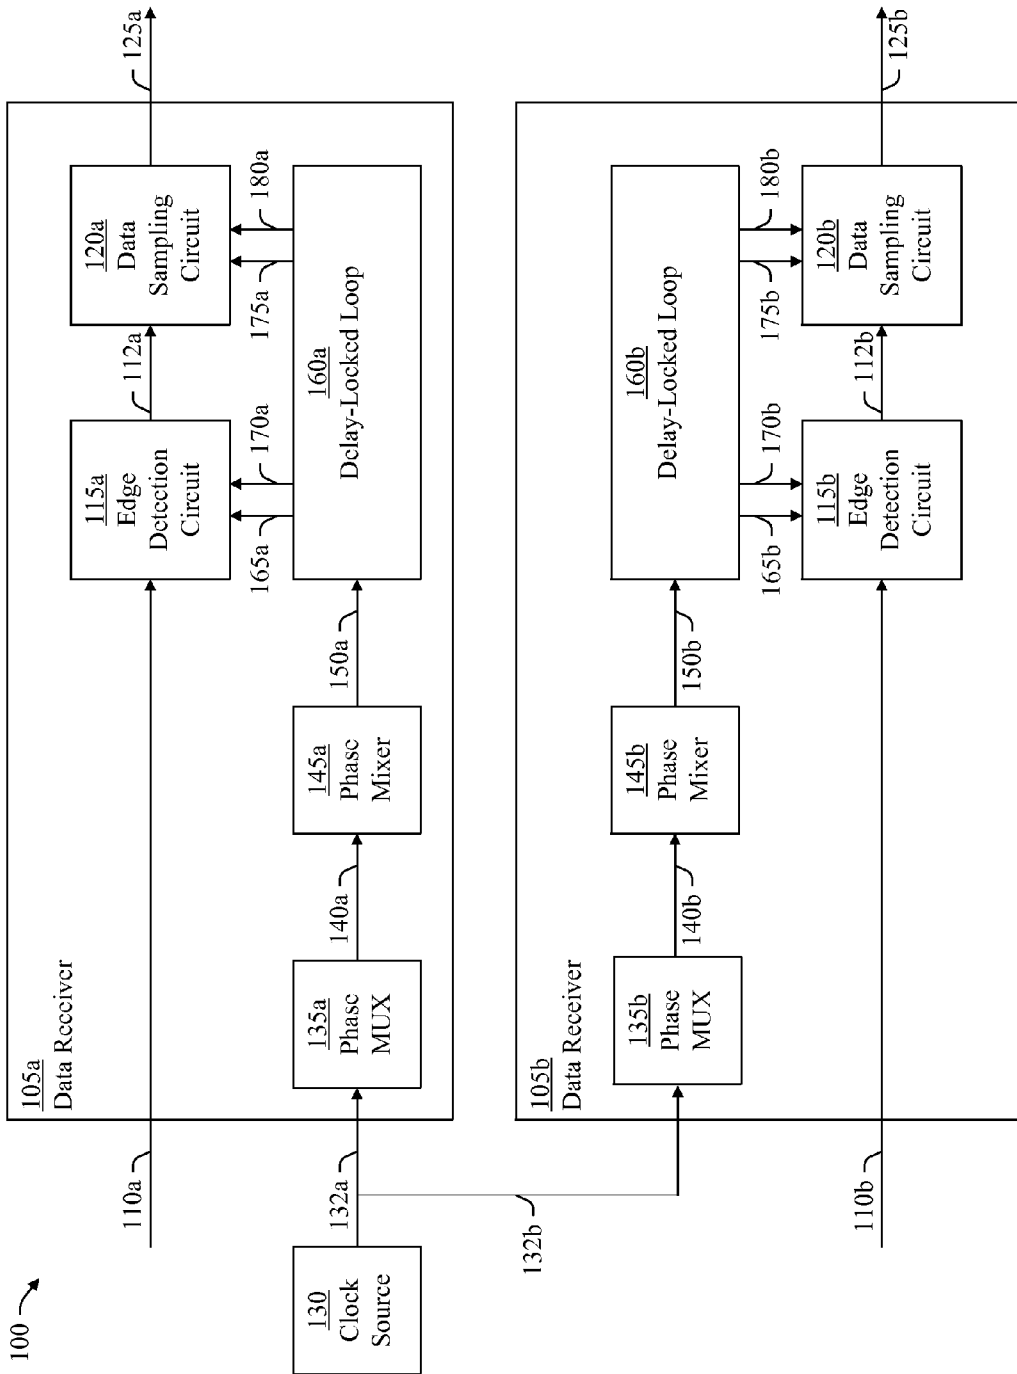 100
110a
105a
Data Receiver
115a
Edge
Detection
Circuit
112a
120a
Data
Sampling
Circuit
125a
165a
170a
175a
180a
130
Clock
Source
132a
135a
Phase
MUX
140a
145a
Phase
Mixer
150a
160a
Delay-Locked Loop
132b
105b
Data Receiver
135b
Phase
MUX
140b
145b
Phase
Mixer
150b
160b
Delay-Locked Loop
165b
170b
175b
180b
110b
115b
Edge
Detection
Circuit
112b
120b
Data
Sampling
Circuit
125b